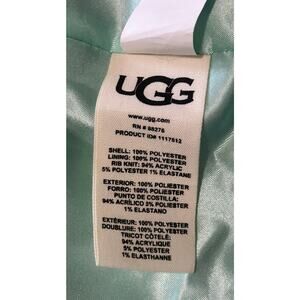 UGG
www.ugg.com
RN # 88276
PRODUCT ID# 1117612
SHELL: 100% POLYESTER
LINING: 100% POLYESTER
RIB KNIT: 94% ACRYLIC
5% POLYESTER 1% ELASTANE
EXTERIOR: 100% POLIÉSTER
FORRO: 100% POLIÉSTER
PUNTO DE COSTILLA:
94% ACRÍLICO 5% POLIÉSTER
1% ELASTANO
EXTÉRIEUR: 100% POLYESTER
DOUBLURE: 100% POLYESTER
TRICOT CÔTELÉ:
94% ACRYLIQUE
5% POLYESTER
1% ELASTHANNE